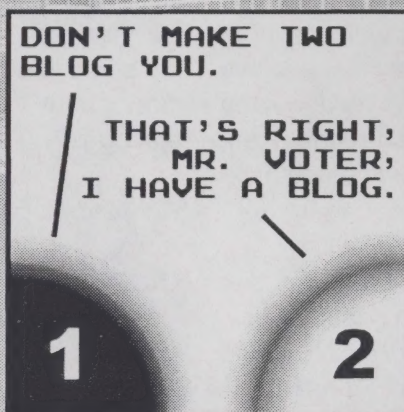 DON'T MAKE TWO
BLOG YOU.
THAT'S RIGHT,
MR. VOTER,
I HAVE A BLOG.
1
2